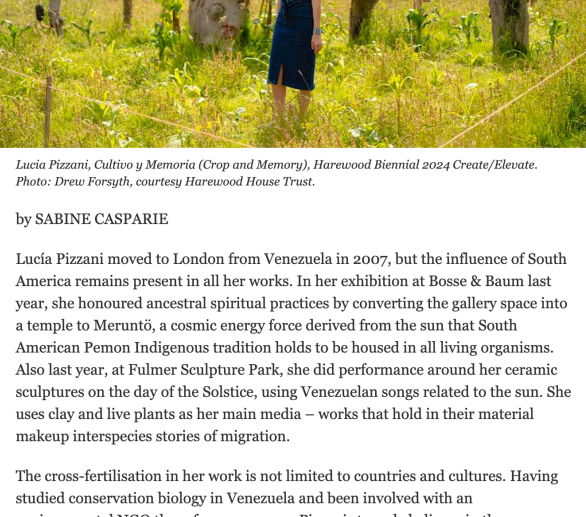 Lucia Pizzani, Cultivo y Memoria (Crop and Memory), Harewood Biennial 2024 Create/Elevate.
Photo: Drew Forsyth, courtesy Harewood House Trust.
by SABINE CASPARIE
Lucía Pizzani moved to London from Venezuela in 2007, but the influence of South
America remains present in all her works. In her exhibition at Bosse & Baum last
year, she honoured ancestral spiritual practices by converting the gallery space into
a temple to Meruntö, a cosmic energy force derived from the sun that South
American Pemon Indigenous tradition holds to be housed in all living organisms.
Also last year, at Fulmer Sculpture Park, she did performance around her ceramic
sculptures on the day of the Solstice, using Venezuelan songs related to the sun. She
uses clay and live plants as her main media – works that hold in their material
makeup interspecies stories of migration.
The cross-fertilisation in her work is not limited to countries and cultures. Having
studied conservation biology in Venezuela and been involved with an